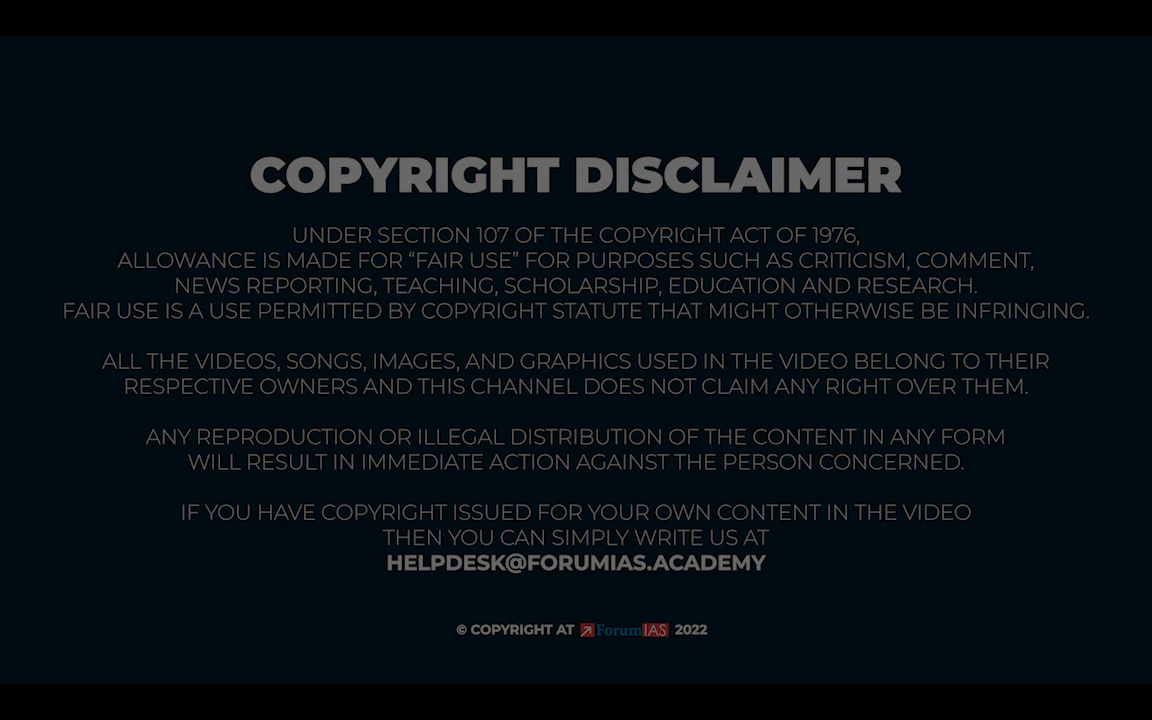 COPYRIGHT DISCLAIMER
UNDER SECTION 107 OF THE COPYRIGHT ACT OF 1976,
ALLOWANCE IS MADE FOR “FAIR USE” FOR PURPOSES SUCH AS CRITICISM, COMMENT,
NEWS REPORTING, TEACHING, SCHOLARSHIP, EDUCATION AND RESEARCH.
FAIR USE IS A USE PERMITTED BY COPYRIGHT STATUTE THAT MIGHT OTHERWISE BE INFRINGING.
ALL THE VIDEOS, SONGS, IMAGES, AND GRAPHICS USED IN THE VIDEO BELONG TO THEIR
RESPECTIVE OWNERS AND THIS CHANNEL DOES NOT CLAIM ANY RIGHT OVER THEM.
ANY REPRODUCTION OR ILLEGAL DISTRIBUTION OF THE CONTENT IN ANY FORM
WILL RESULT IN IMMEDIATE ACTION AGAINST THE PERSON CONCERNED.
IF YOU HAVE COPYRIGHT ISSUED FOR YOUR OWN CONTENT IN THE VIDEO
THEN YOU CAN SIMPLY WRITE US AT
HELPDESK@FORUMIAS.ACADEMY
© COPYRIGHT AT ForumIAS 2022